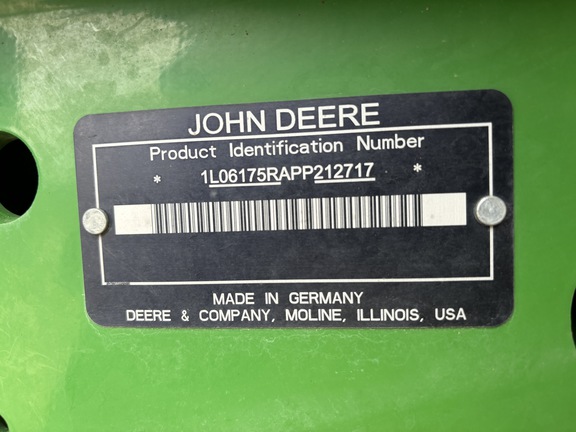 JOHN DEERE
Product Identification Number
* 1L06175RAPP212717 *
MADE IN GERMANY
DEERE & COMPANY, MOLINE, ILLINOIS, USA